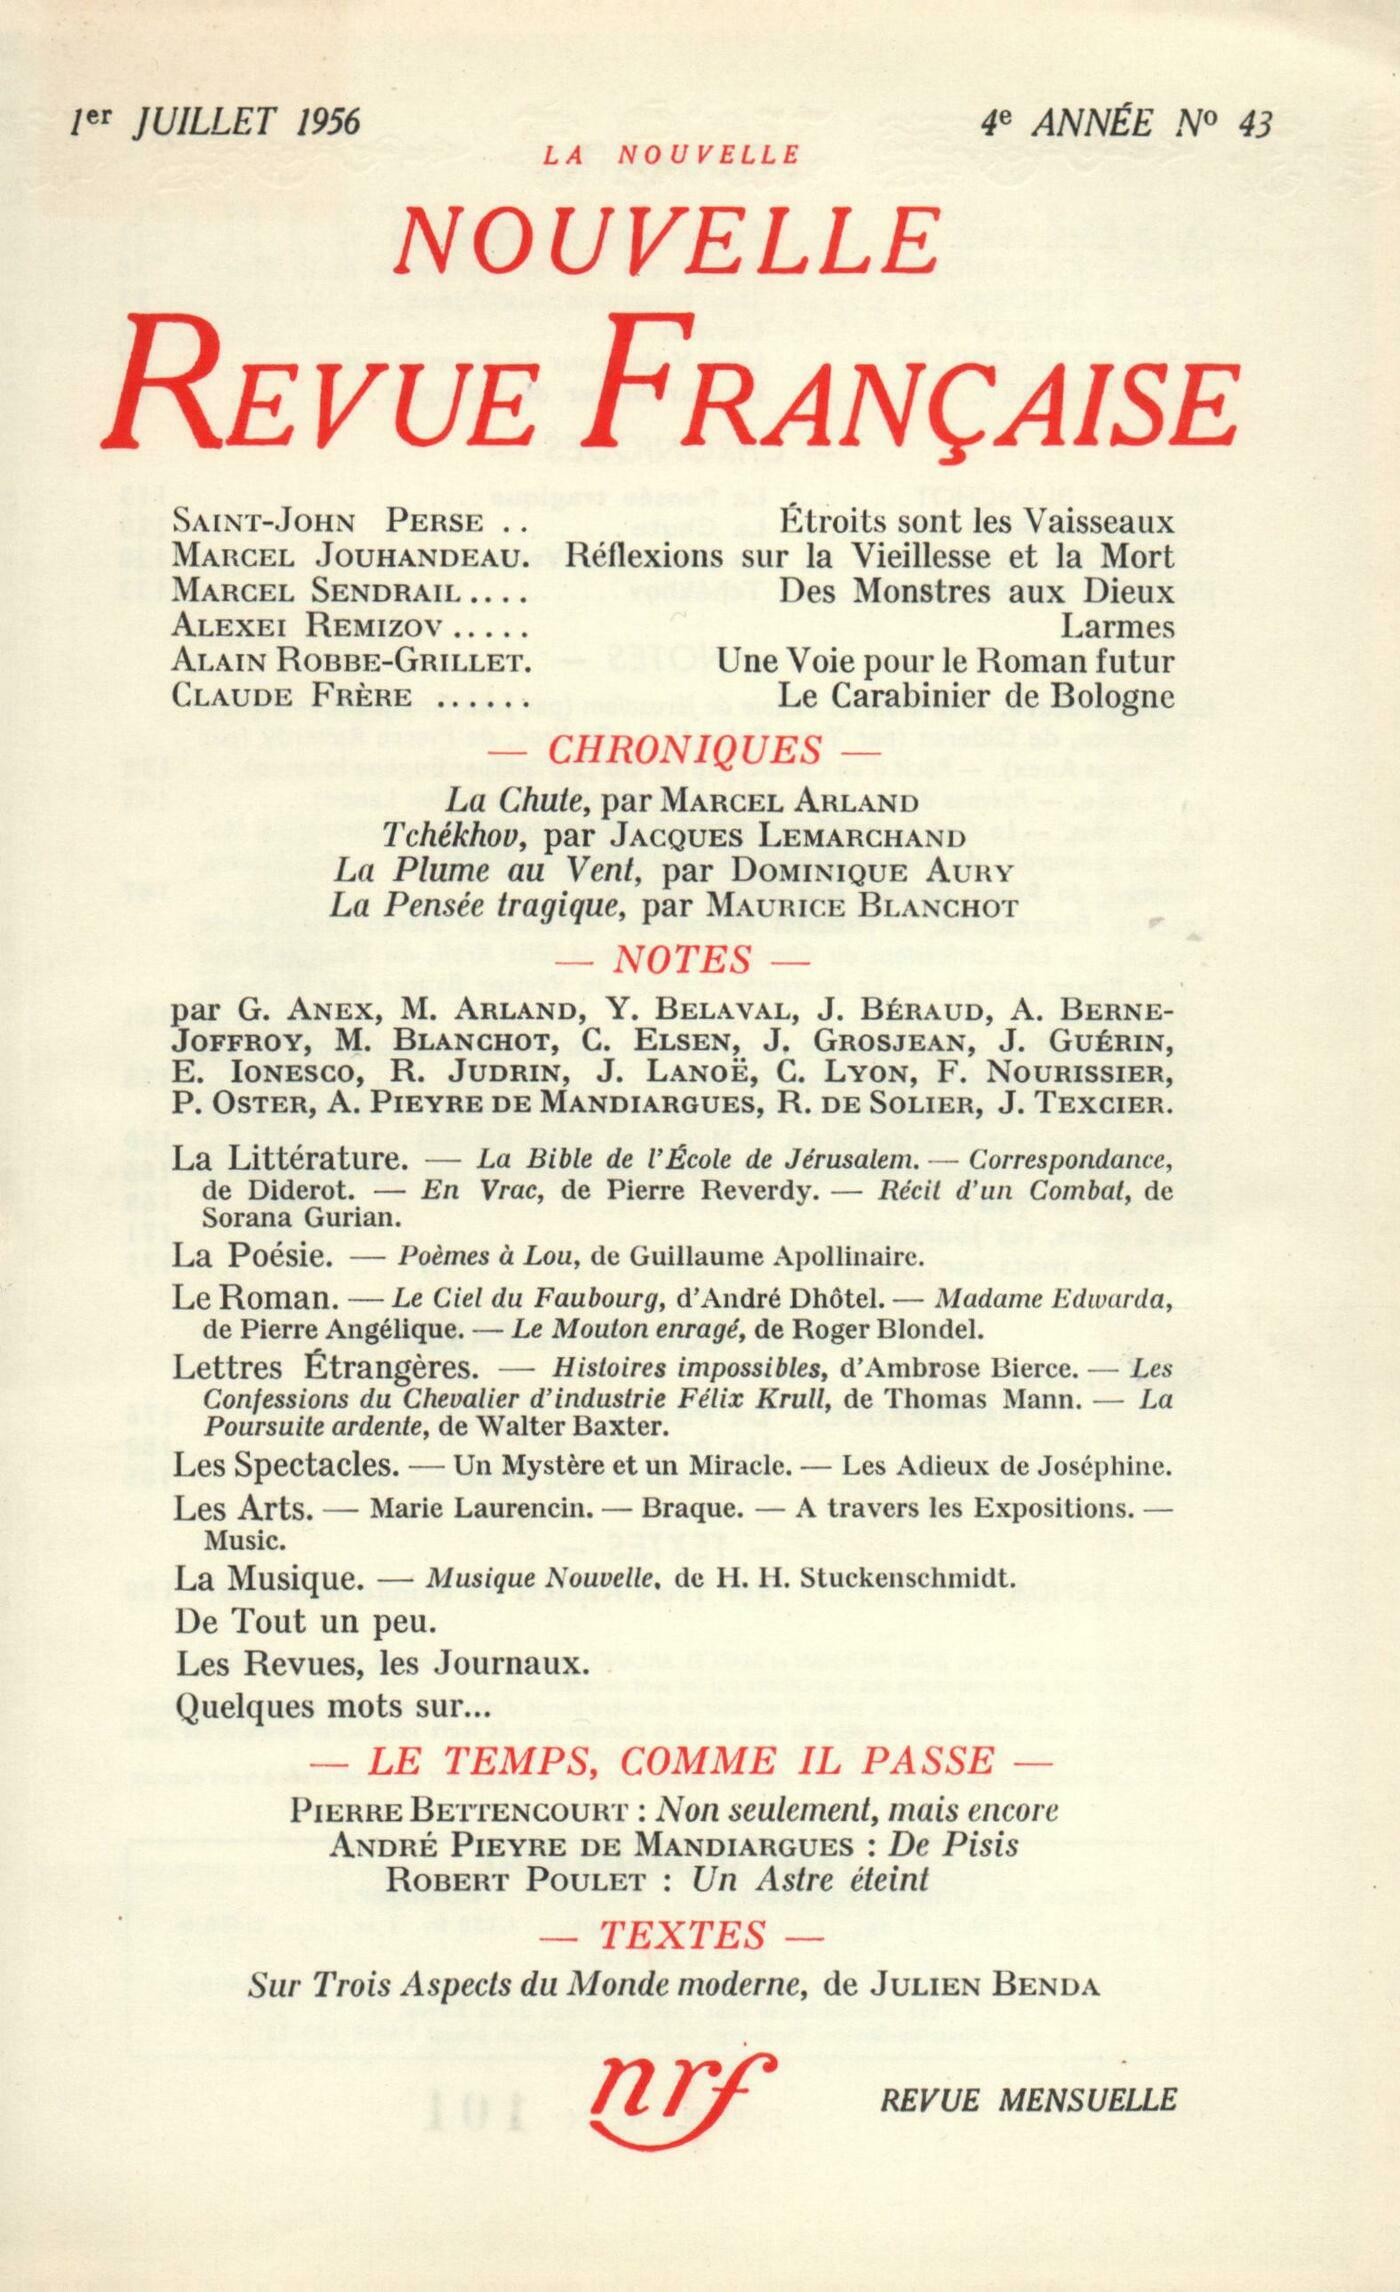 1er JUILLET 1956
4e ANNÉE No 43
LA NOUVELLE
NOUVELLE
REVUE FRANÇAISE
SAINT-JOHN PERSE .. Étroits sont les Vaisseaux
MARCEL JOUHANDEAU. Réflexions sur la Vieillesse et la Mort
MARCEL SENDRAIL.... Des Monstres aux Dieux
ALEXEI REMIZOV..... Larmes
ALAIN ROBBE-GRILLET. Une Voie pour le Roman futur
CLAUDE FRÈRE ...... Le Carabinier de Bologne
— CHRONIQUES —
La Chute, par MARCEL ARLAND
Tchékhov, par JACQUES LEMARCHAND
La Plume au Vent, par DOMINIQUE AURY
La Pensée tragique, par MAURICE BLANCHOT
— NOTES —
par G. ANEX, M. ARLAND, Y. BELAVAL, J. BÉRAUD, A. BERNE-
JOFFROY, M. BLANCHOT, C. ELSEN, J. GROSJEAN, J. GUÉRIN,
E. IONESCO, R. JUDRIN, J. LANOË, C. LYON, F. NOURISSIER,
P. OSTER, A. PIEYRE DE MANDIARGUES, R. DE SOLIER, J. TEXCIER.
La Littérature. — La Bible de l'École de Jérusalem. — Correspondance,
de Diderot. — En Vrac, de Pierre Reverdy. — Récit d'un Combat, de
Sorana Gurian.
La Poésie. — Poèmes à Lou, de Guillaume Apollinaire.
Le Roman. — Le Ciel du Faubourg, d'André Dhôtel. — Madame Edwarda,
de Pierre Angélique. — Le Mouton enragé, de Roger Blondel.
Lettres Étrangères. — Histoires impossibles, d'Ambrose Bierce. — Les
Confessions du Chevalier d'industrie Félix Krull, de Thomas Mann. — La
Poursuite ardente, de Walter Baxter.
Les Spectacles. — Un Mystère et un Miracle. — Les Adieux de Joséphine.
Les Arts. — Marie Laurencin. — Braque. — A travers les Expositions. —
Music.
La Musique. — Musique Nouvelle, de H. H. Stuckenschmidt.
De Tout un peu.
Les Revues, les Journaux.
Quelques mots sur...
— LE TEMPS, COMME IL PASSE —
PIERRE BETTENCOURT : Non seulement, mais encore
ANDRÉ PIEYRE DE MANDIARGUES : De Pisis
ROBERT POULET : Un Astre éteint
— TEXTES —
Sur Trois Aspects du Monde moderne, de JULIEN BENDA
nrf
REVUE MENSUELLE